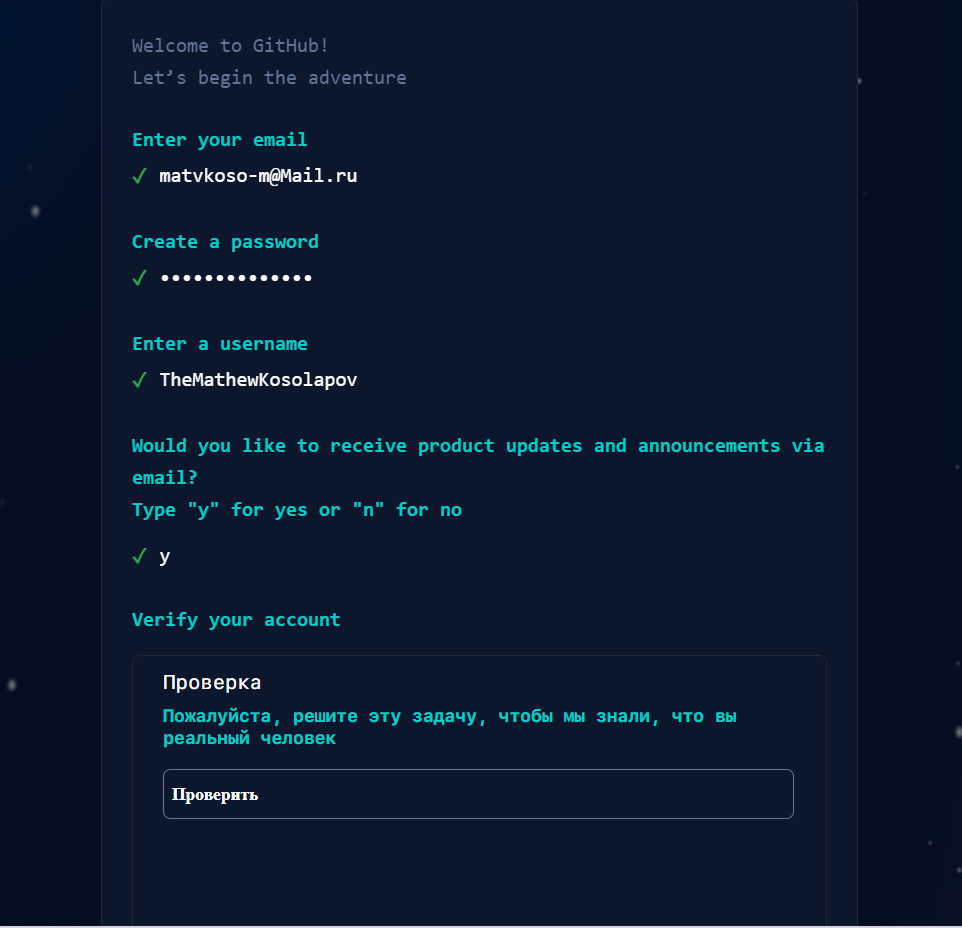 Welcome to GitHub!
Let’s begin the adventure
Enter your email
✓ matvkoso-m@Mail.ru
Create a password
✓ ••••••••••••••
Enter a username
✓ TheMathewKosolapov
Would you like to receive product updates and announcements via
email?
Type "y" for yes or "n" for no
✓ y
Verify your account
Проверка
Пожалуйста, решите эту задачу, чтобы мы знали, что вы
реальный человек
Проверить